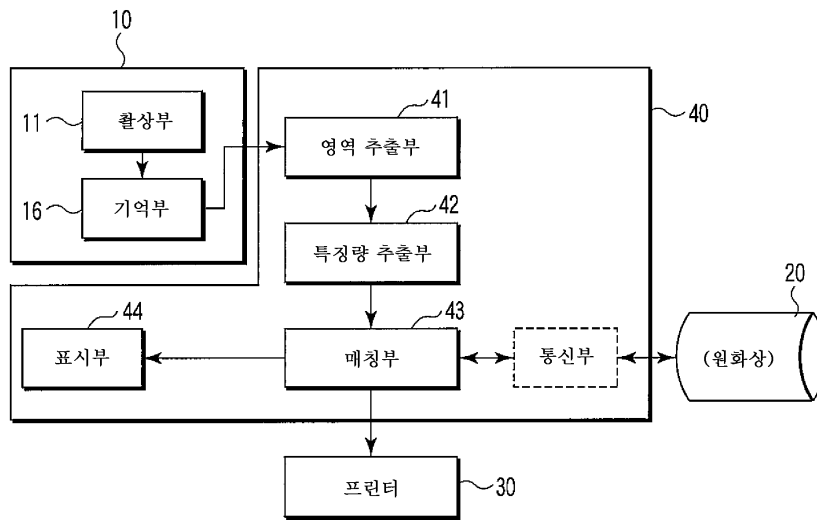 10
11
촬상부
16
기억부
41
영역 추출부
40
42
특징량 추출부
44
표시부
43
매칭부
통신부
20
(원화상)
프린터
30